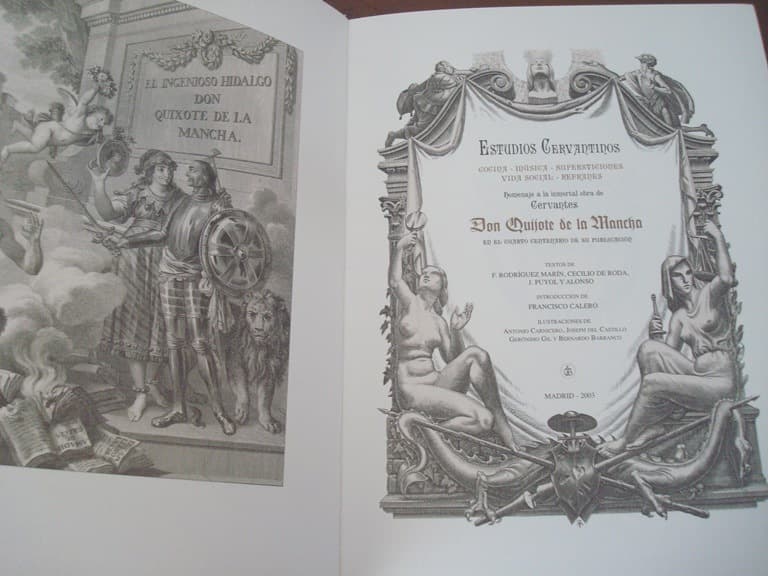 EL INGENIOSO HIDALGO
DON
QUIXOTE DE LA
MANCHA.
ESTUDIOS CERVANTINOS
COCINA - MÚSICA - SUPERSTICIONES
VIDA SOCIAL - REFRANES
Homenaje a la inmortal obra de
Cervantes
Don Quijote de la Mancha
EN EL CUARTO CENTENARIO DE SU PUBLICACIÓN
TEXTOS DE
F. RODRÍGUEZ MARÍN, CECILIO DE RODA,
J. PUYOL Y ALONSO
INTRODUCCIÓN DE
FRANCISCO CALERO
ILUSTRACIONES DE
ANTONIO CARNICERO, JOSEPH DEL CASTILLO
GERÓNIMO GIL Y BERNARDO BARRANCO
MADRID - 2003